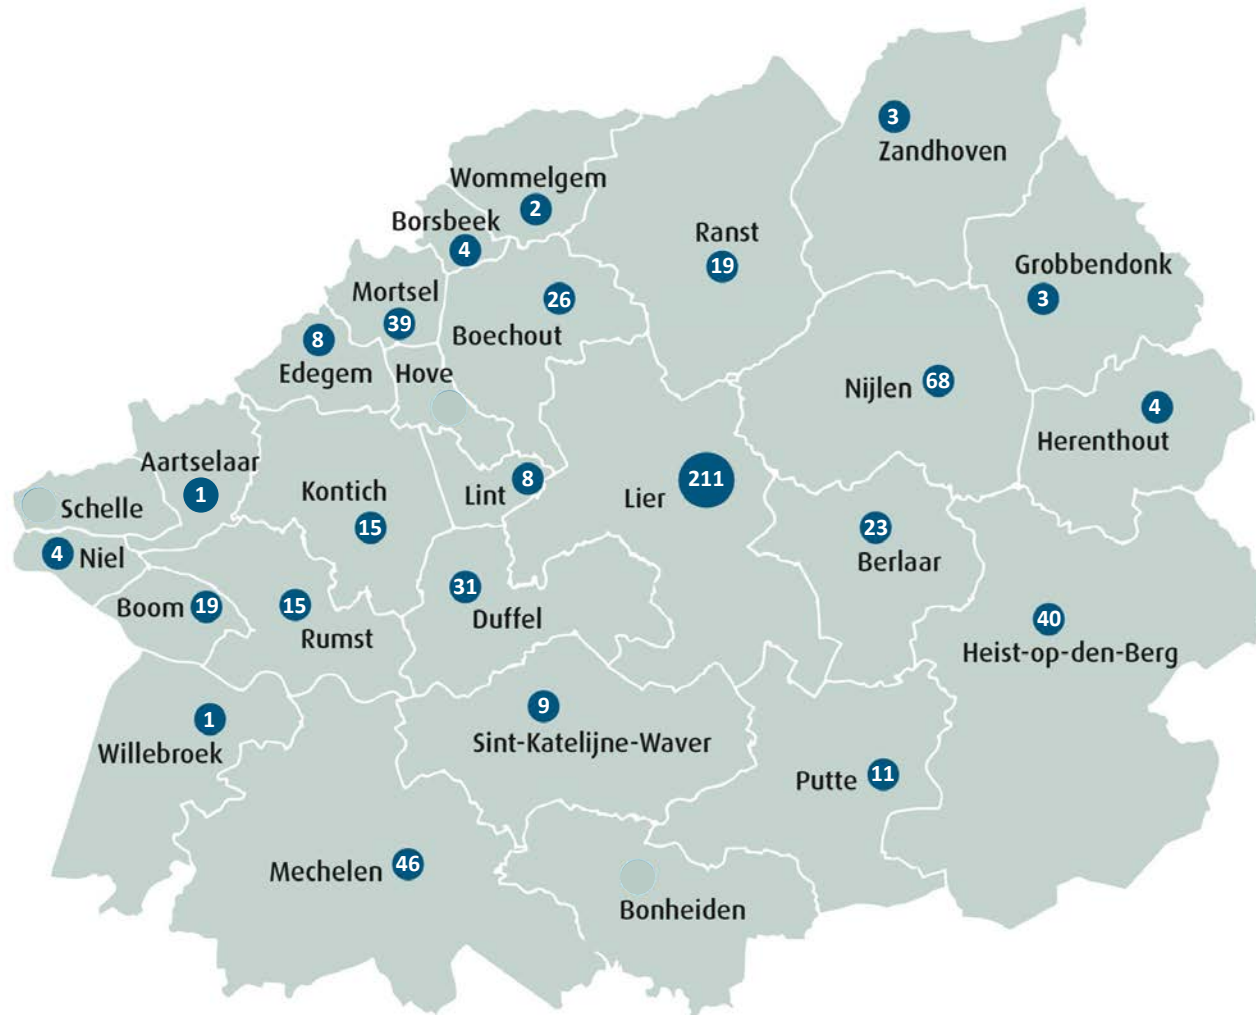 3
Zandhoven
Wommelgem
2
Borsbeek
4
Ranst
19
Grobbendonk
3
Mortsel
39
26
Boechout
8
Edegem
Hove
Nijlen 68
4
Herenthout
Aartselaar
1
Schelle
Kontich
15
Lint 8
Lier 211
23
Berlaar
4 Niel
Boom 19
15
Rumst
31
Duffel
40
Heist-op-den-Berg
1
Willebroek
9
Sint-Katelijne-Waver
Putte 11
Mechelen 46
Bonheiden